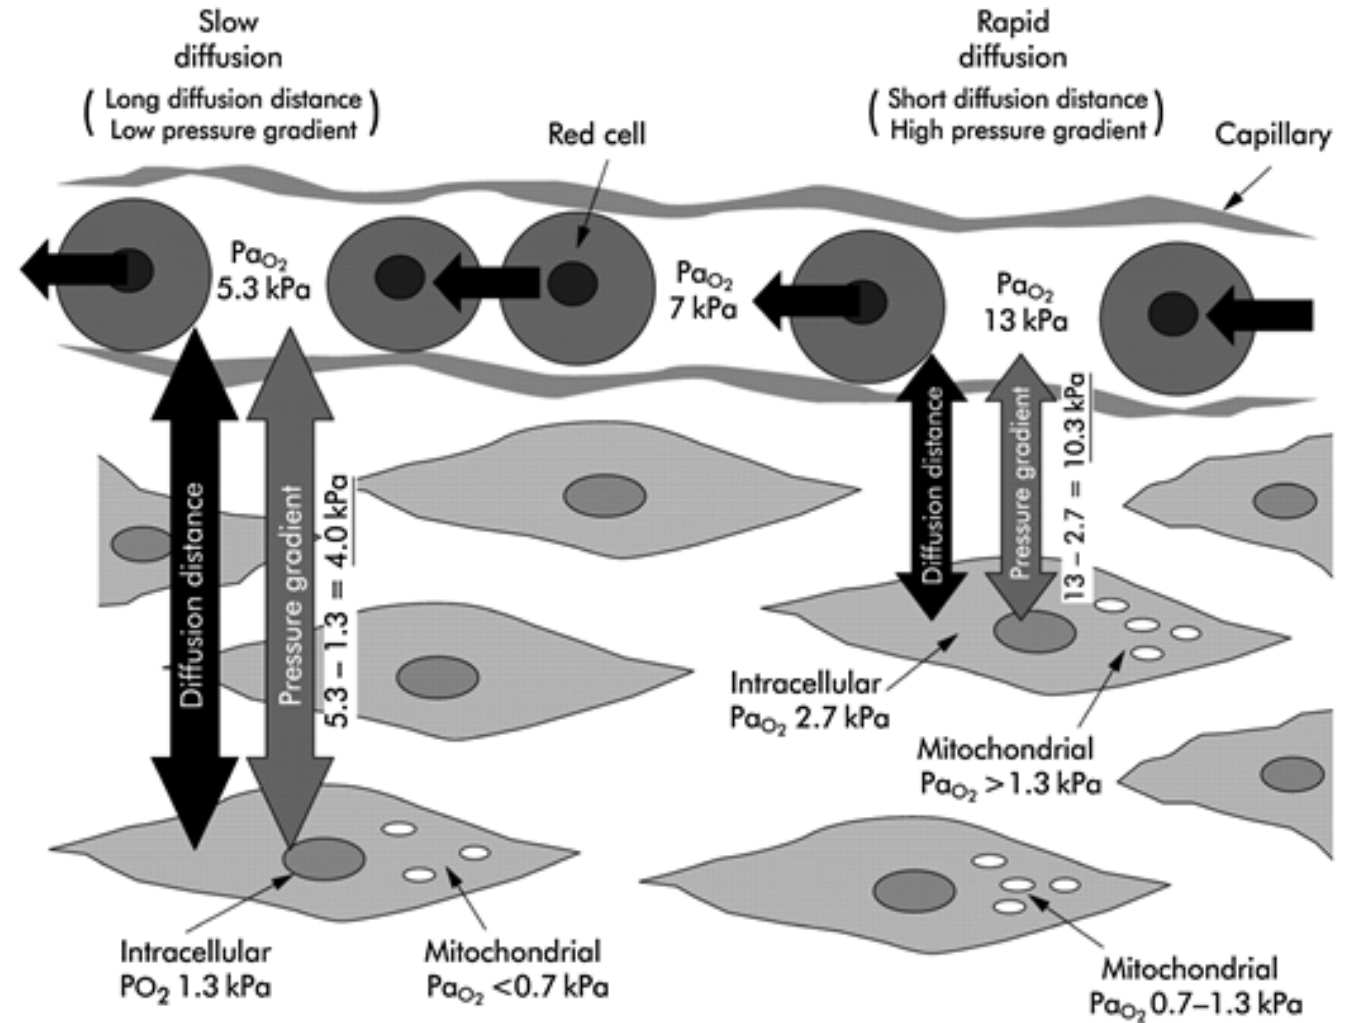 Slow
diffusion
( Long diffusion distance
Low pressure gradient )
Red cell
Rapid
diffusion
( Short diffusion distance
High pressure gradient )
Capillary
PaO₂
5.3 kPa
PaO₂
7 kPa
PaO₂
13 kPa
Diffusion distance
Pressure gradient
5.3 – 1.3 = 4.0 kPa
Diffusion distance
Pressure gradient
13 – 2.7 = 10.3 kPa
Intracellular
PaO₂ 2.7 kPa
Mitochondrial
PaO₂ >1.3 kPa
Intracellular
PO₂ 1.3 kPa
Mitochondrial
PaO₂ <0.7 kPa
Mitochondrial
PaO₂ 0.7–1.3 kPa